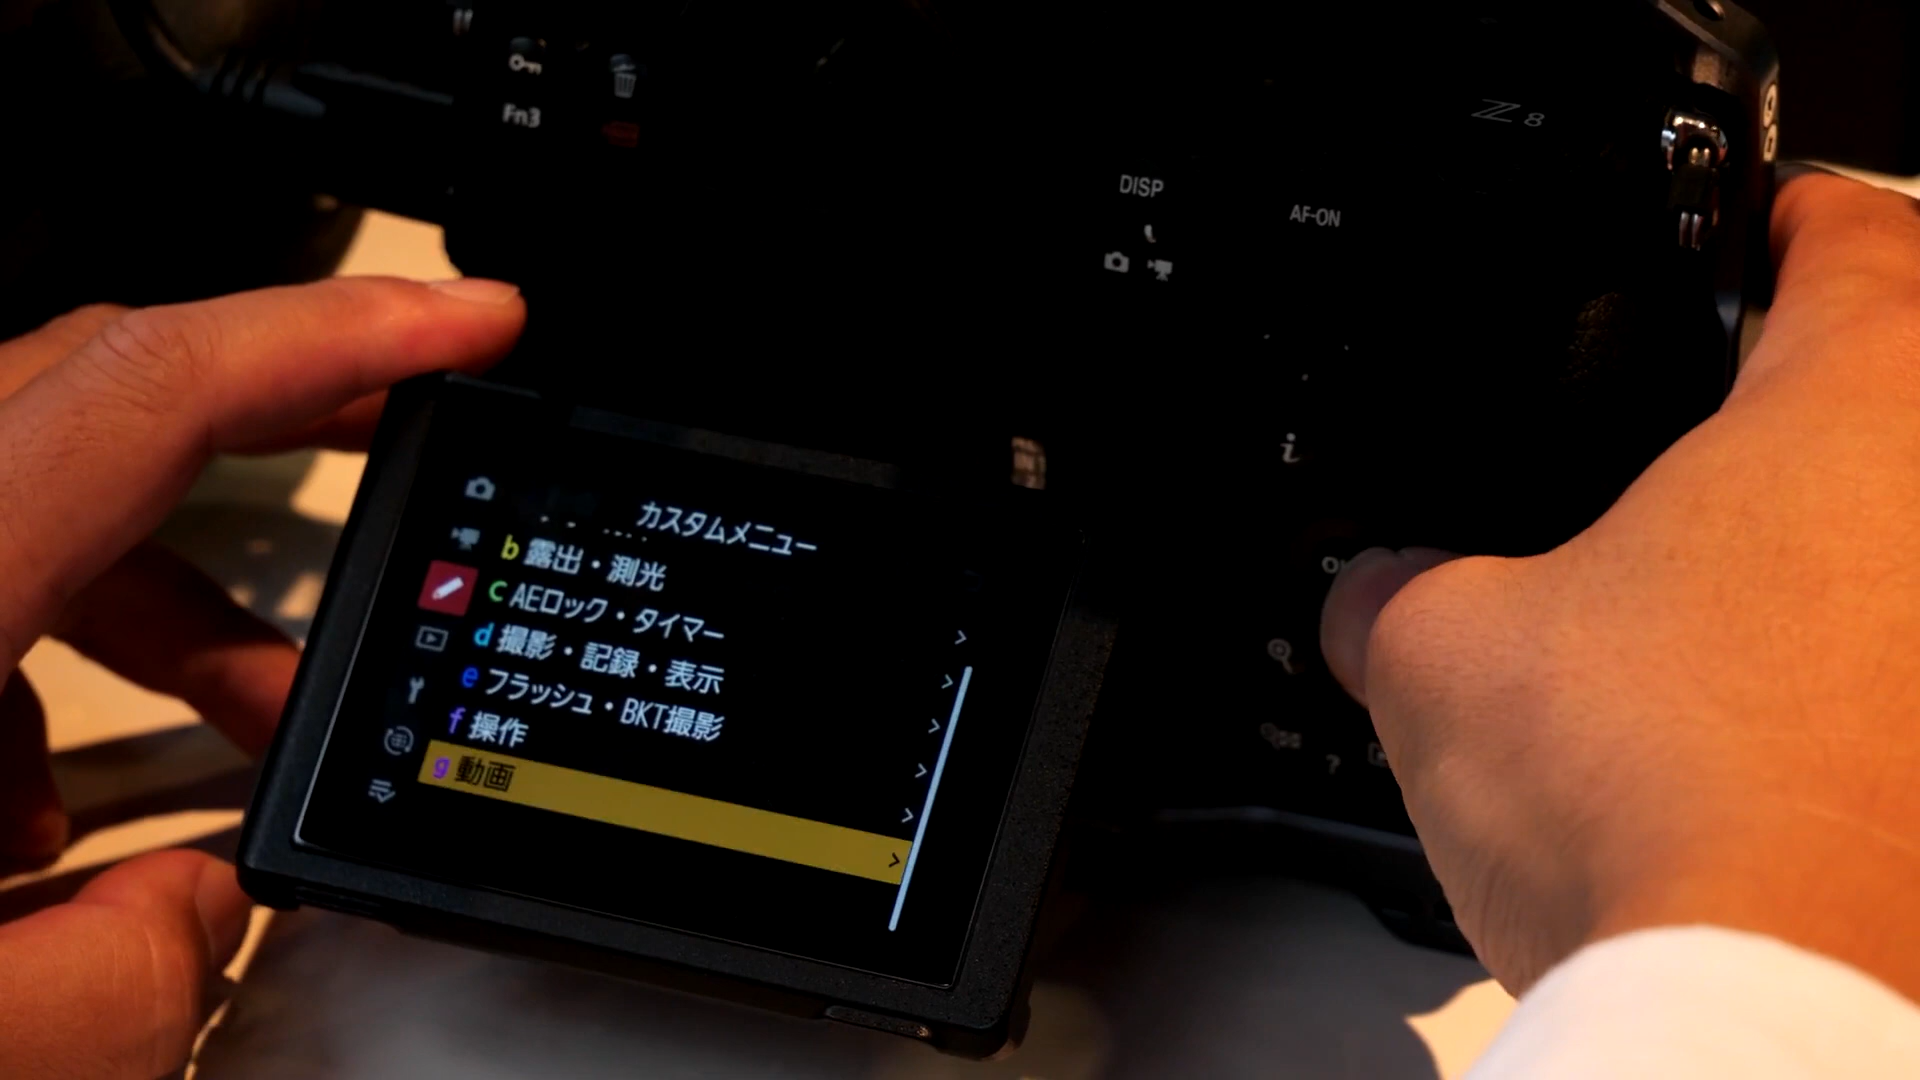 Fn3
Z 8
DISP
AF-ON
i
カスタムメニュー
b 露出・測光
c AEロック・タイマー
d 撮影・記録・表示
e フラッシュ・BKT撮影
f 操作
g 動画
?